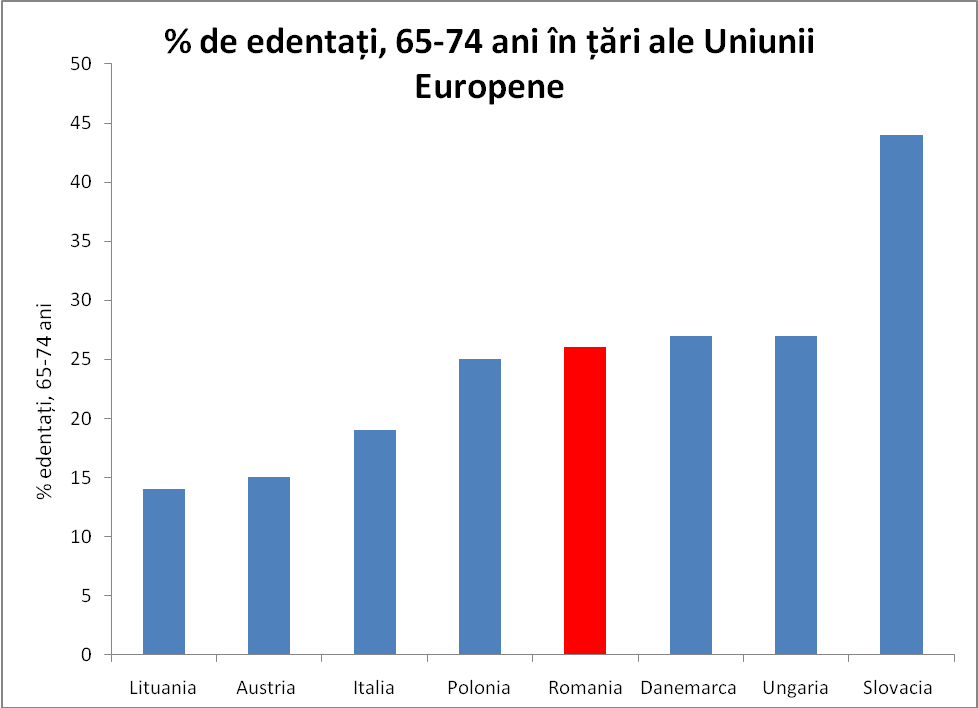 % de edentați, 65-74 ani în țări ale Uniunii
Europene
% edentați, 65-74 ani
50
45
40
35
30
25
20
15
10
5
0
Lituania Austria Italia Polonia Romania Danemarca Ungaria Slovacia